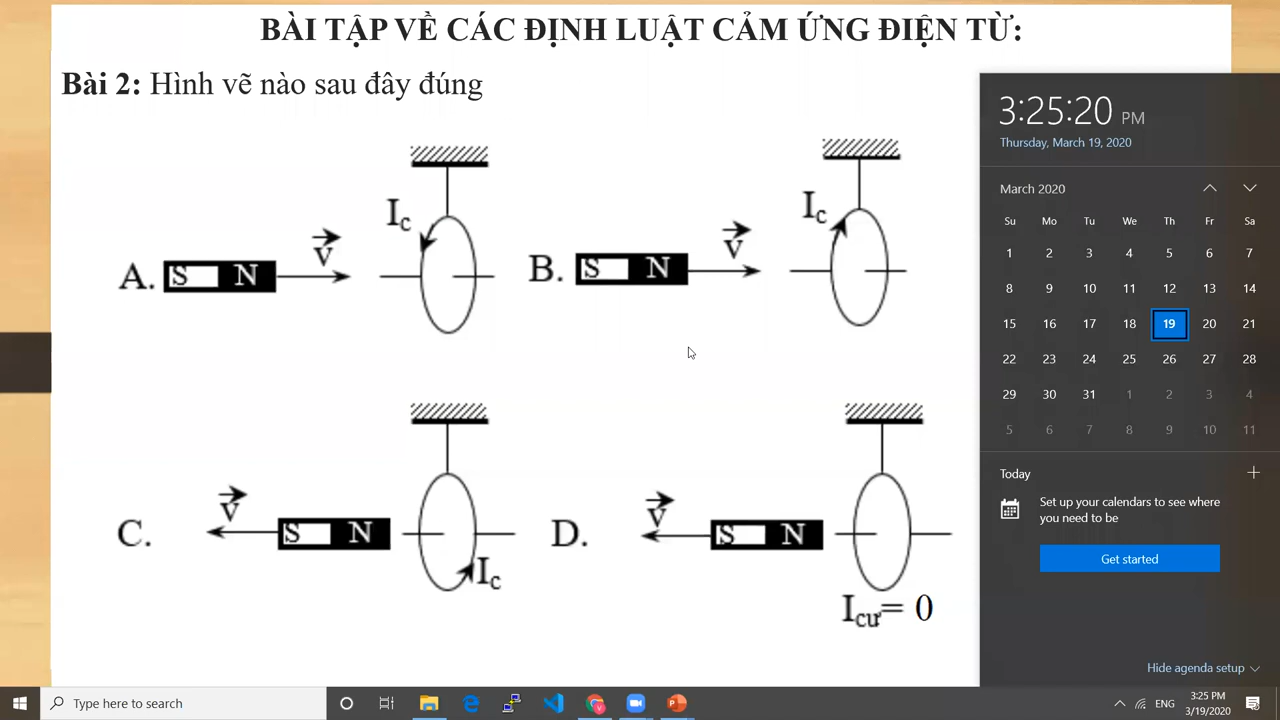 BÀI TẬP VỀ CÁC ĐỊNH LUẬT CẢM ỨNG ĐIỆN TỪ:
Bài 2: Hình vẽ nào sau đây đúng
A. S N v Ic
B. S N v Ic
C. v S N Ic
D. v S N
Icư= 0
3:25:20 PM
Thursday, March 19, 2020
March 2020
Su Mo Tu We Th Fr Sa
1 2 3 4 5 6 7
8 9 10 11 12 13 14
15 16 17 18 19 20 21
22 23 24 25 26 27 28
29 30 31 1 2 3 4
5 6 7 8 9 10 11
Today
Set up your calendars to see where
you need to be
Get started
Hide agenda setup
Type here to search
ENG
3:25 PM
3/19/2020